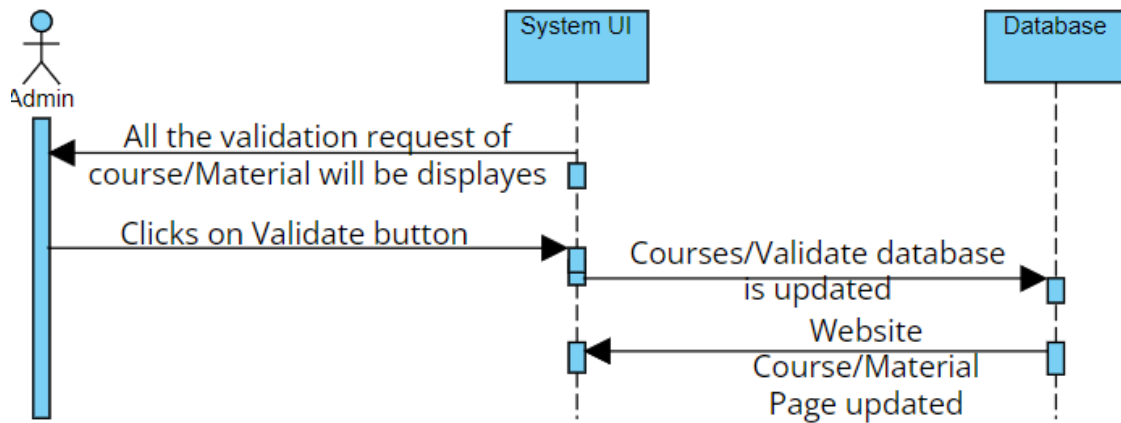 System UI
Database
Admin
All the validation request of
course/Material will be displayes
Clicks on Validate button
Courses/Validate database
is updated
Website
Course/Material
Page updated